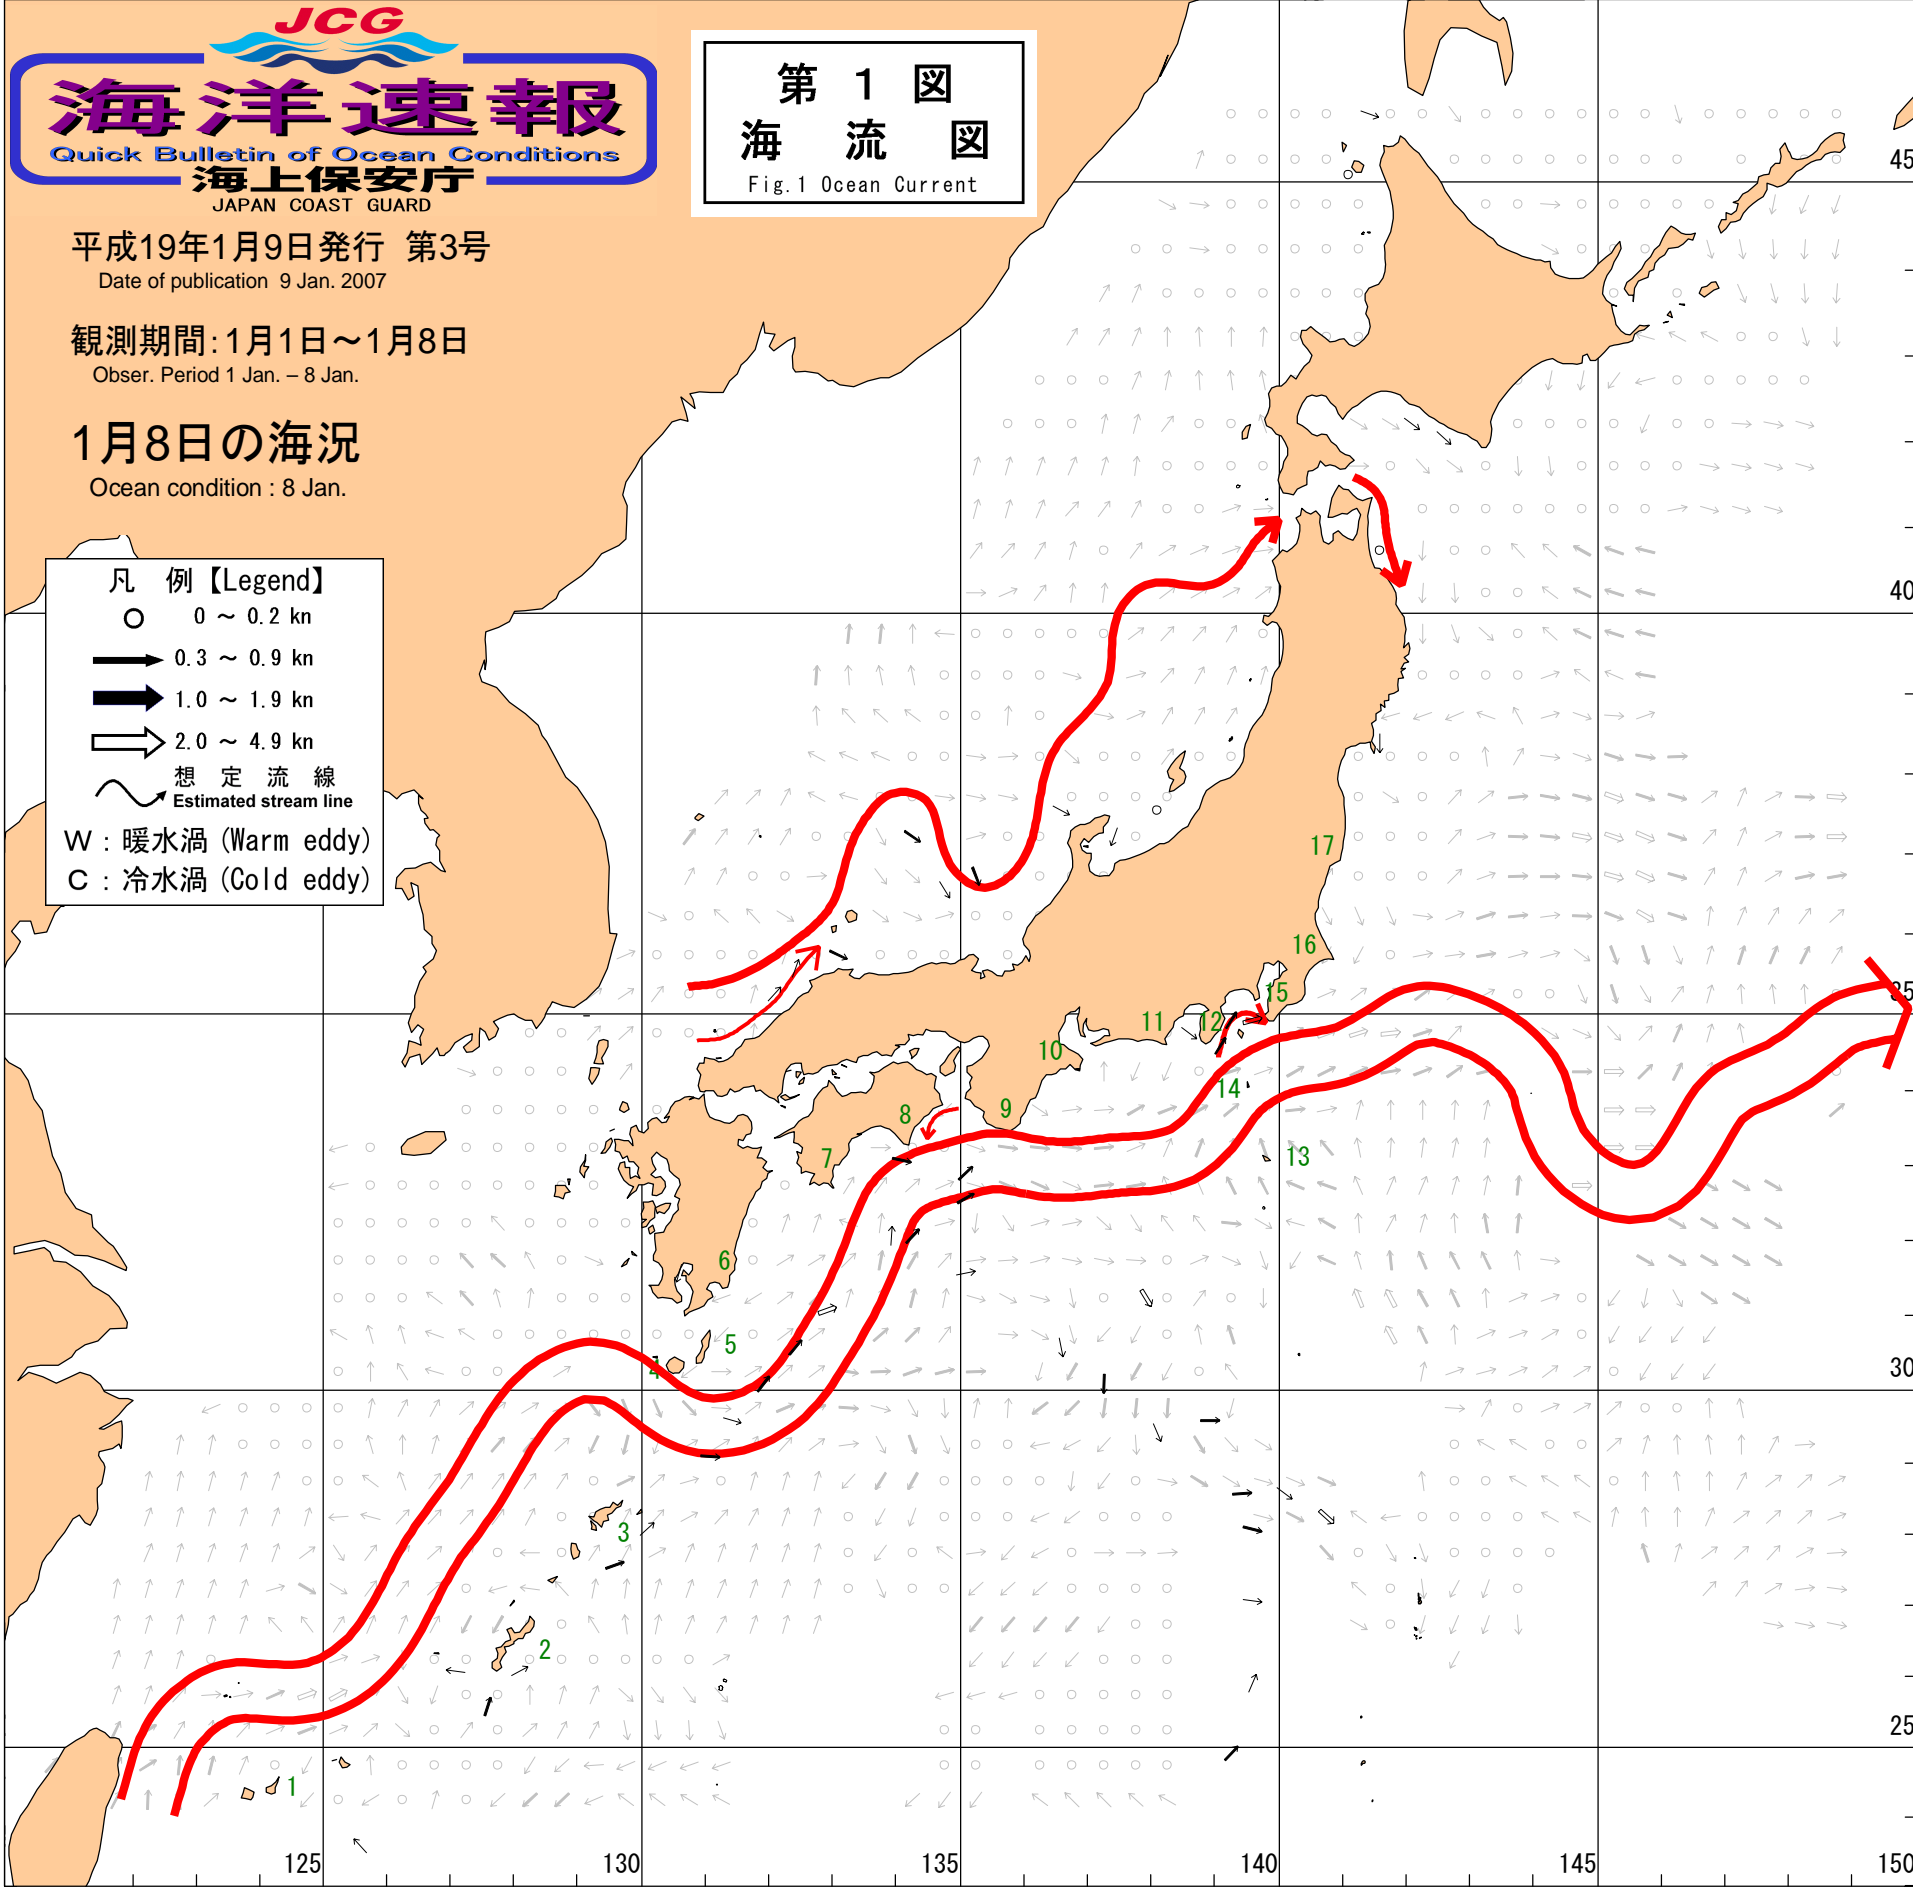 JCG
海洋速報
Quick Bulletin of Ocean Conditions
海上保安庁
JAPAN COAST GUARD
第 1 図
海 流 図
Fig.1 Ocean Current
平成19年1月9日発行 第3号
Date of publication 9 Jan. 2007
観測期間:1月1日～1月8日
Obser. Period 1 Jan. – 8 Jan.
1月8日の海況
Ocean condition : 8 Jan.
凡 例【Legend】
0 ～ 0.2 kn
0.3 ～ 0.9 kn
1.0 ～ 1.9 kn
2.0 ～ 4.9 kn
想 定 流 線
Estimated stream line
W : 暖水渦 (Warm eddy)
C : 冷水渦 (Cold eddy)
45
40
17
16
35
15
12
11
10
14
9
8
7
13
6
5
4
30
3
2
25
1
125
130
135
140
145
150